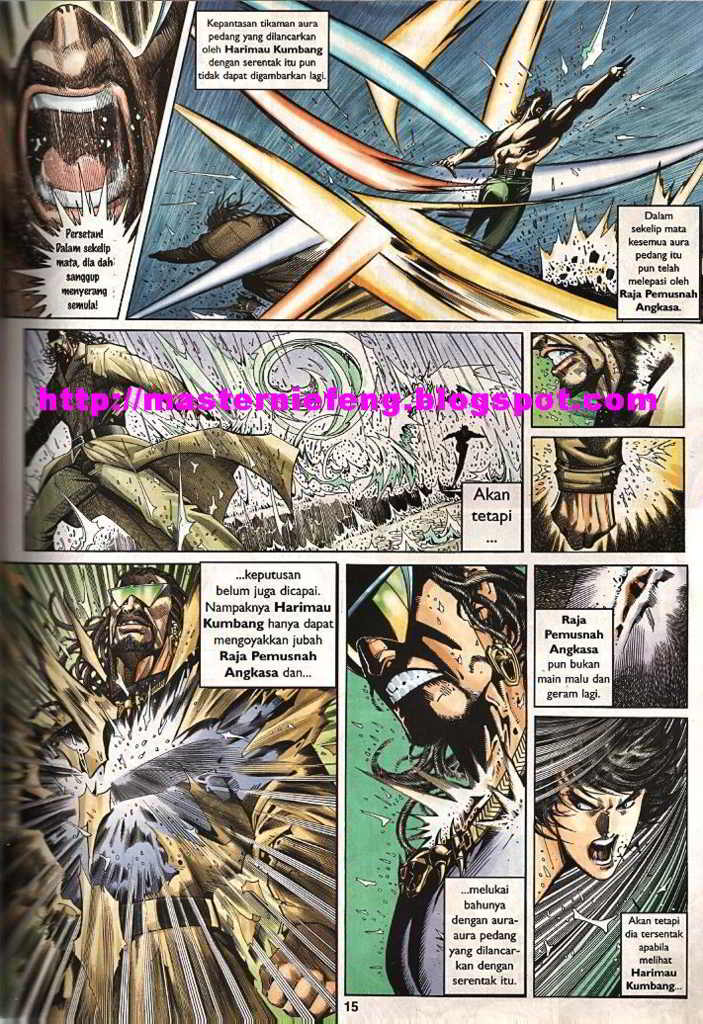 Kepantasan tikaman aura
pedang yang dilancarkan
oleh Harimau Kumbang
dengan serentak itu pun
tidak dapat digambarkan lagi.
Persetan!
Dalam sekelip
mata, dia dah
sanggup
menyerang
semula!
Dalam
sekelip mata
kesemua aura
pedang itu
pun telah
melepasi oleh
Raja Pemusnah
Angkasa.
http://masterniefeng.blogspot.com
Akan
tetapi
...
...keputusan
belum juga dicapai.
Nampaknya Harimau
Kumbang hanya dapat
mengoyakkan jubah
Raja Pemusnah
Angkasa dan...
...melukai
bahunya
dengan aura-
aura pedang
yang dilancar-
kan dengan
serentak itu.
Raja
Pemusnah
Angkasa
pun bukan
main malu dan
geram lagi.
Akan tetapi
dia tersentak
apabila
melihat
Harimau
Kumbang...
15